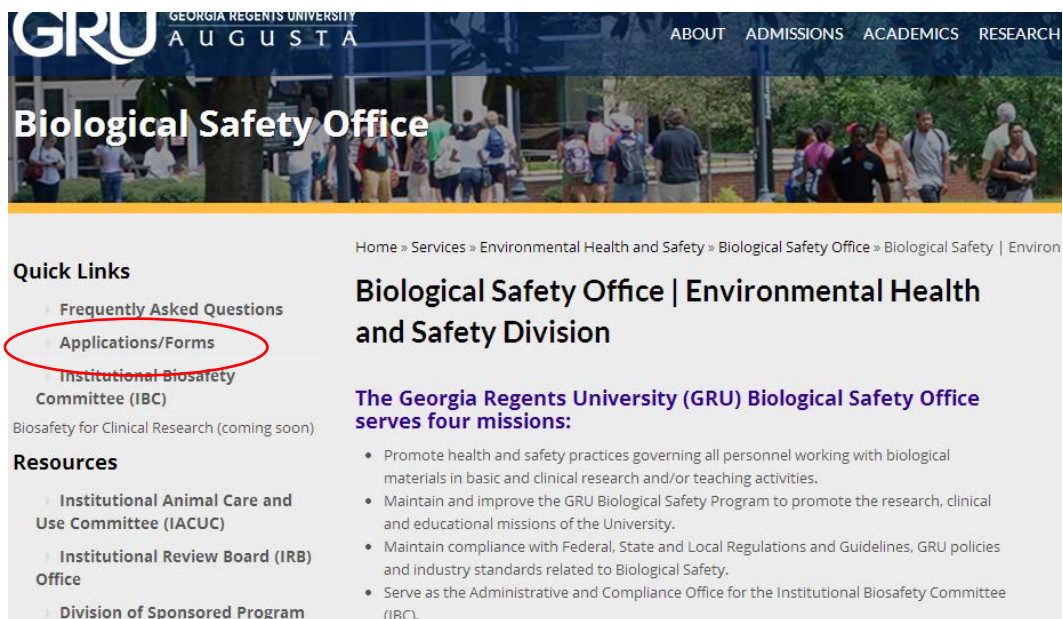 GRU GEORGIA REGENTS UNIVERSITY
AUGUSTA
ABOUT ADMISSIONS ACADEMICS RESEARCH
Biological Safety Office
Home » Services » Environmental Health and Safety » Biological Safety Office » Biological Safety | Environ
Quick Links
Frequently Asked Questions
Applications/Forms
Institutional Biosafety
Committee (IBC)
Biosafety for Clinical Research (coming soon)
Resources
Institutional Animal Care and
Use Committee (IACUC)
Institutional Review Board (IRB)
Office
Division of Sponsored Program
Biological Safety Office | Environmental Health
and Safety Division
The Georgia Regents University (GRU) Biological Safety Office
serves four missions:
• Promote health and safety practices governing all personnel working with biological
materials in basic and clinical research and/or teaching activities.
• Maintain and improve the GRU Biological Safety Program to promote the research, clinical
and educational missions of the University.
• Maintain compliance with Federal, State and Local Regulations and Guidelines, GRU policies
and industry standards related to Biological Safety.
• Serve as the Administrative and Compliance Office for the Institutional Biosafety Committee
(IBC).